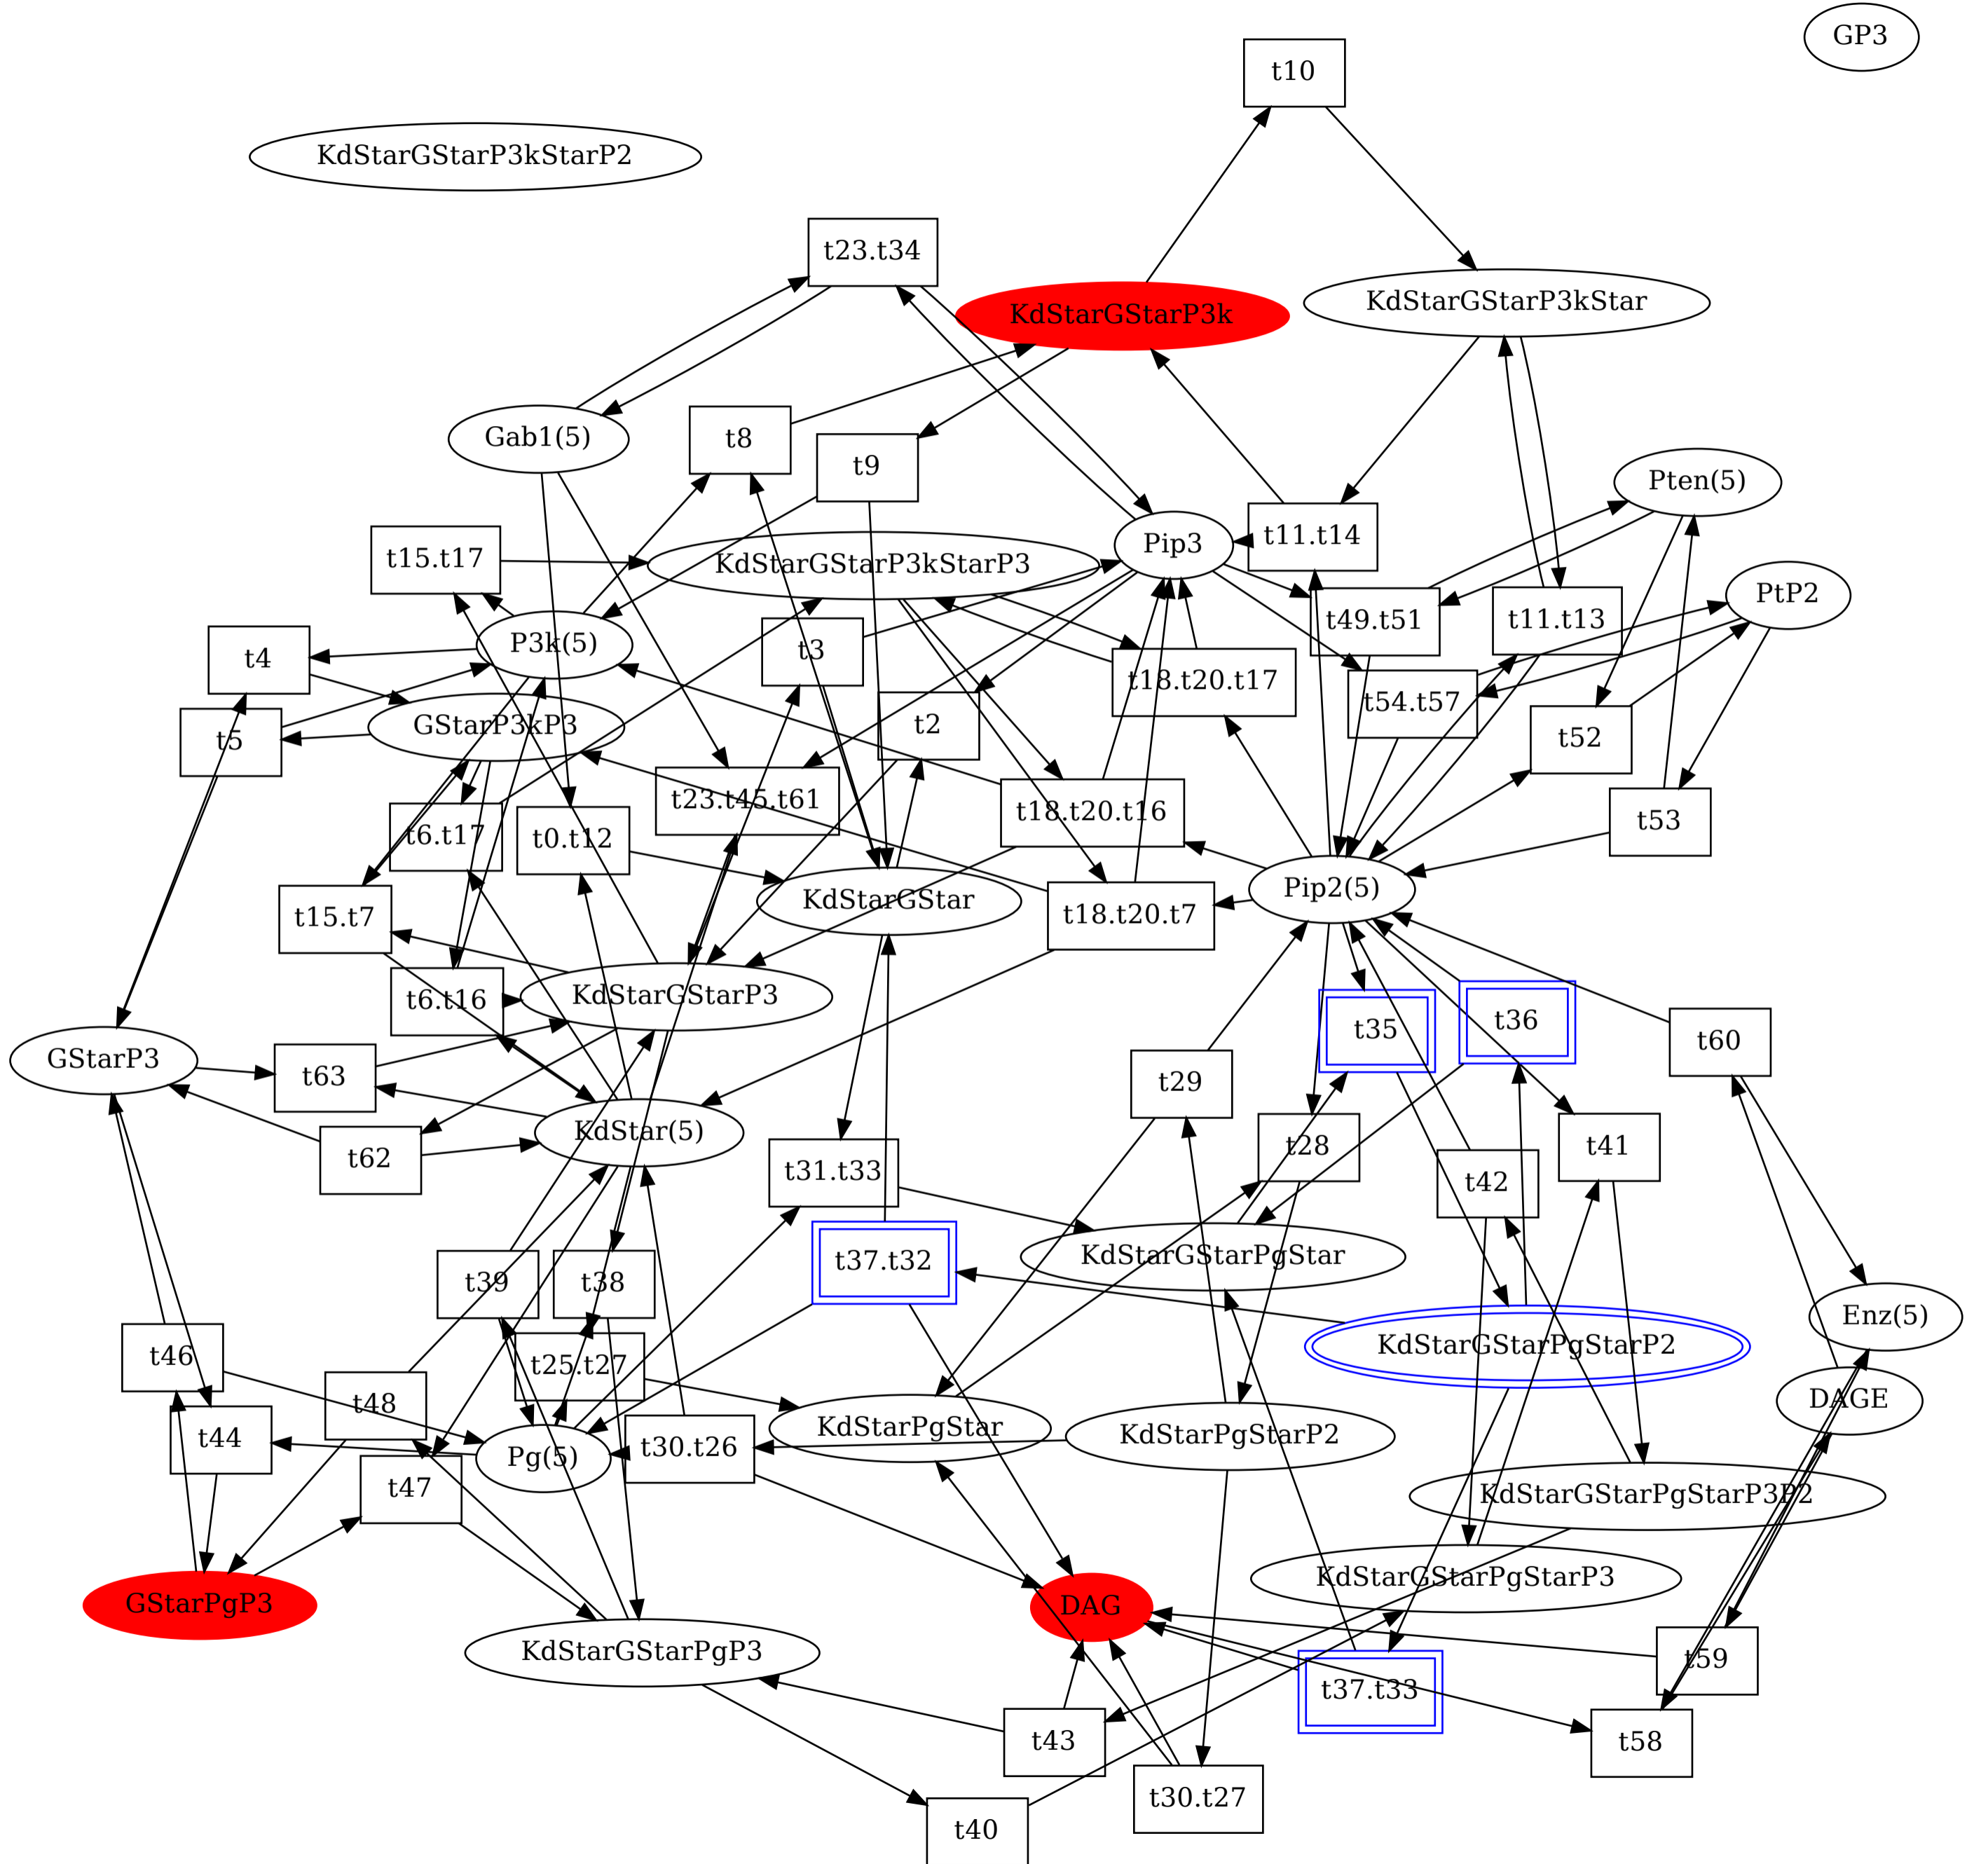 GP3
t10
KdStarGStarP3kStarP2
t23.t34
KdStarGStarP3kStar
KdStarGStarP3k
Gab1(5)
t8
t9
Pten(5)
t11.t14
Pip3
t15.t17
KdStarGStarP3kStarP3
PtP2
t49.t51
t11.t13
P3k(5)
t3
t4
t18.t20.t17
t54.t57
GStarP3kP3
t2
t52
t5
t23.t45.t61
t18.t20.t16
t53
t6.t17
t0.t12
Pip2(5)
KdStarGStar
t15.t7
t18.t20.t7
KdStarGStarP3
t6.t16
t36
t35
t60
GStarP3
t63
t29
KdStar(5)
t28
t41
t62
t31.t33
t42
KdStarGStarPgStar
t37.t32
t39
t38
Enz(5)
KdStarGStarPgStarP2
t46
t25.t27
DAGE
t48
KdStarPgStar
KdStarPgStarP2
t44
t30.t26
Pg(5)
t47
KdStarGStarPgStarP3P2
KdStarGStarPgStarP3
GStarPgP3
DAG
KdStarGStarPgP3
t59
t37.t33
t43
t58
t30.t27
t40